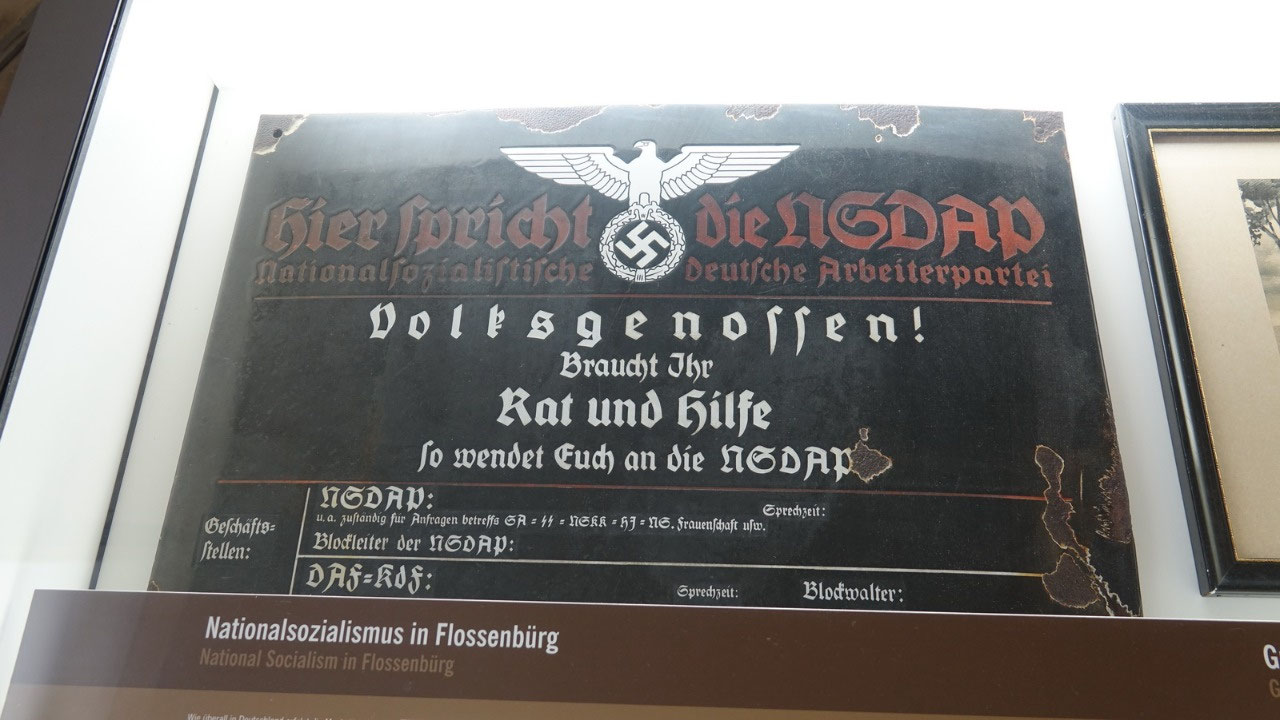 Hier spricht die NSDAP
Nationalsozialistische Deutsche Arbeiterpartei
Volksgenossen!
Braucht Ihr
Rat und Hilfe
so wendet Euch an die NSDAP
Geschäfts-
stellen:
NSDAP:
Sprechzeit:
u.a. zuständig für Anfragen betreffs SA - SS - NSKK - HJ - NS. Frauenschaft usw.
Blockleiter der NSDAP:
DAF-KdF:
Sprechzeit:
Blockwalter:
Nationalsozialismus in Flossenbürg
National Socialism in Flossenbürg